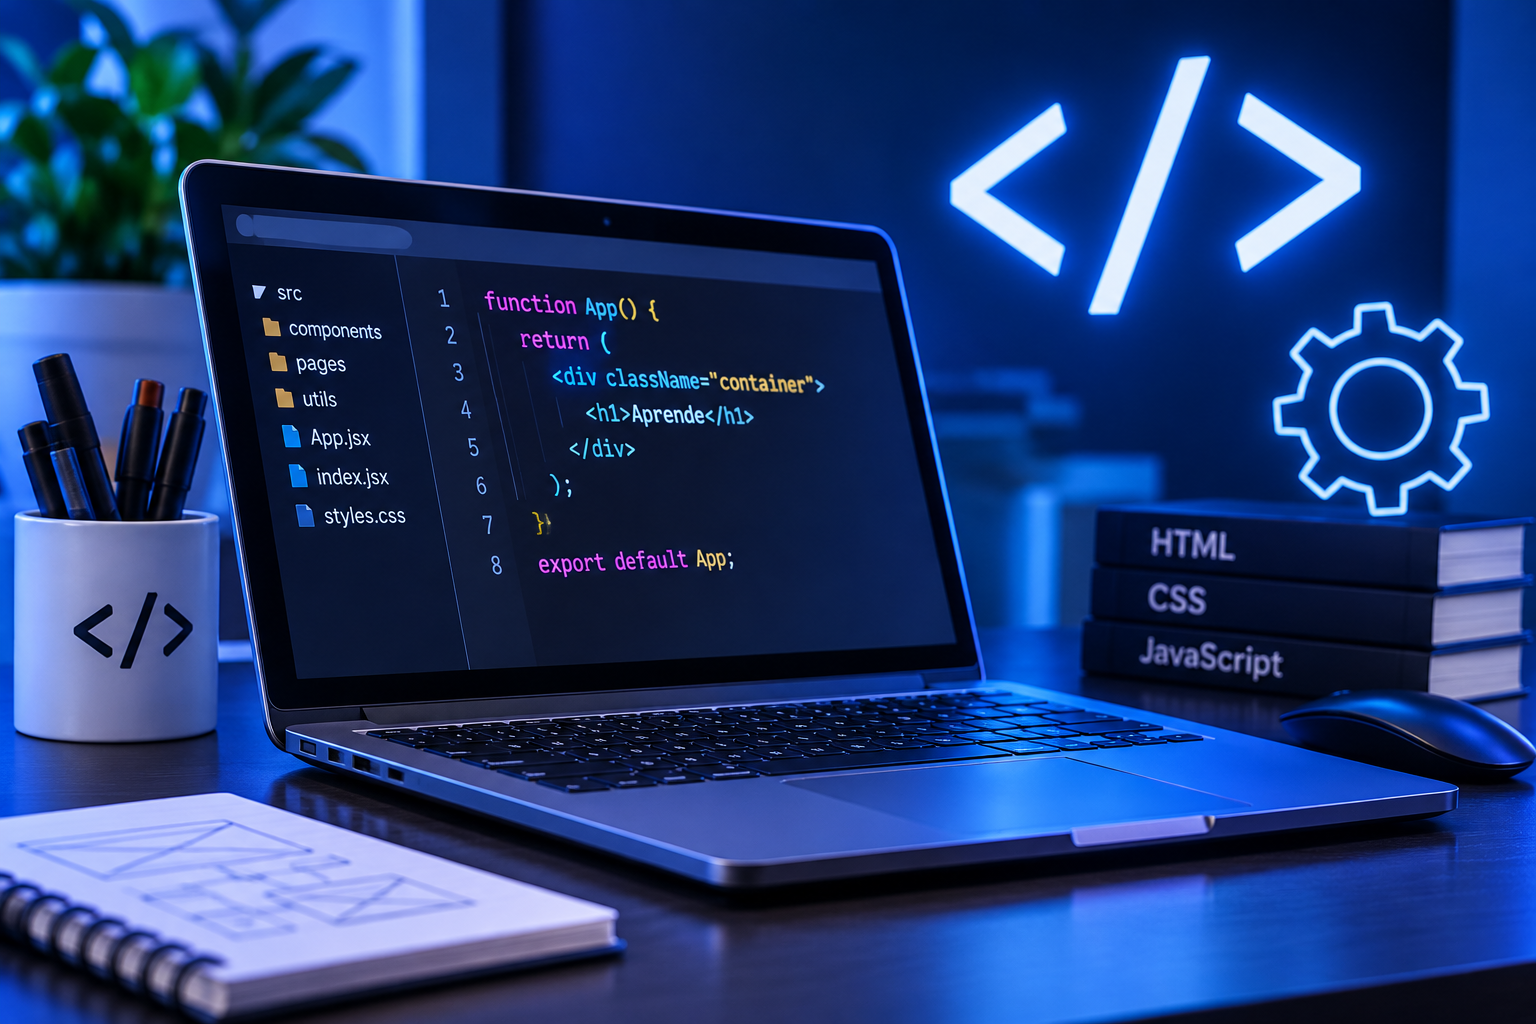 </>
src
components
pages
utils
App.jsx
index.jsx
styles.css
1 function App() {
2 return (
3 <div className="container">
4 <h1>Aprende</h1>
5 </div>
6 );
7 }
8 export default App;
HTML
CSS
JavaScript
</>